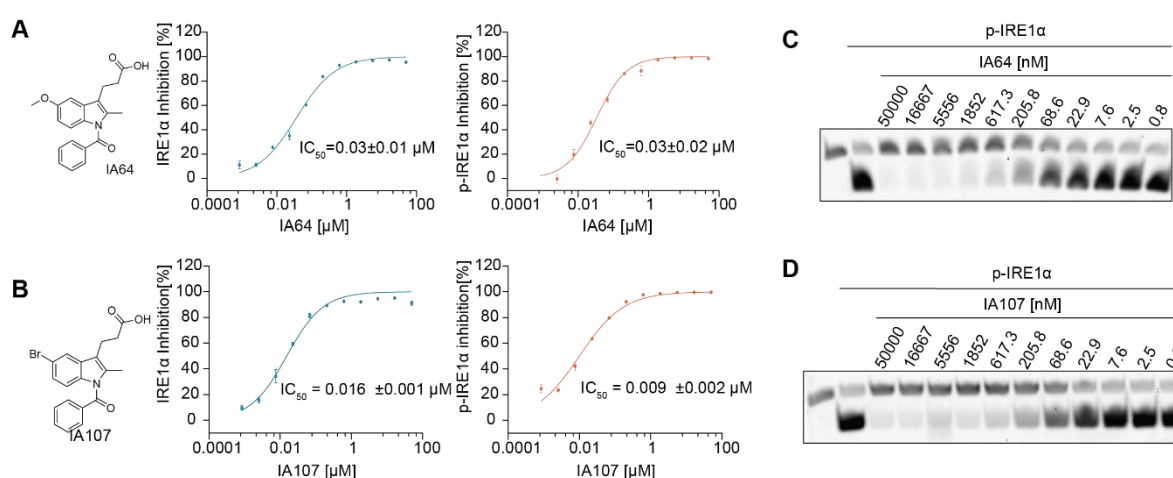 A
O
OH
O
N
O
IA64
IRE1α Inhibition [%]
100
80
60
40
20
0
IC50=0.03±0.01 µM
0.0001 0.01 1 100
IA64 [µM]
p-IRE1α Inhibition [%]
100
80
60
40
20
0
IC50=0.03±0.02 µM
0.0001 0.01 1 100
IA64 [µM]
B
O
OH
Br
N
O
IA107
IRE1α Inhibition[%]
100
80
60
40
20
0
IC50 = 0.016 ±0.001 µM
0.0001 0.01 1 100
IA107 [µM]
p-IRE1α inhibition[%]
100
80
60
40
20
0
IC50 = 0.009 ±0.002 µM
0.0001 0.01 1 100
IA107 [µM]
C
p-IRE1α
IA64 [nM]
50000 16667 5556 1852 617.3 205.8 68.6 22.9 7.6 2.5 0.8
D
p-IRE1α
IA107 [nM]
50000 16667 5556 1852 617.3 205.8 68.6 22.9 7.6 2.5